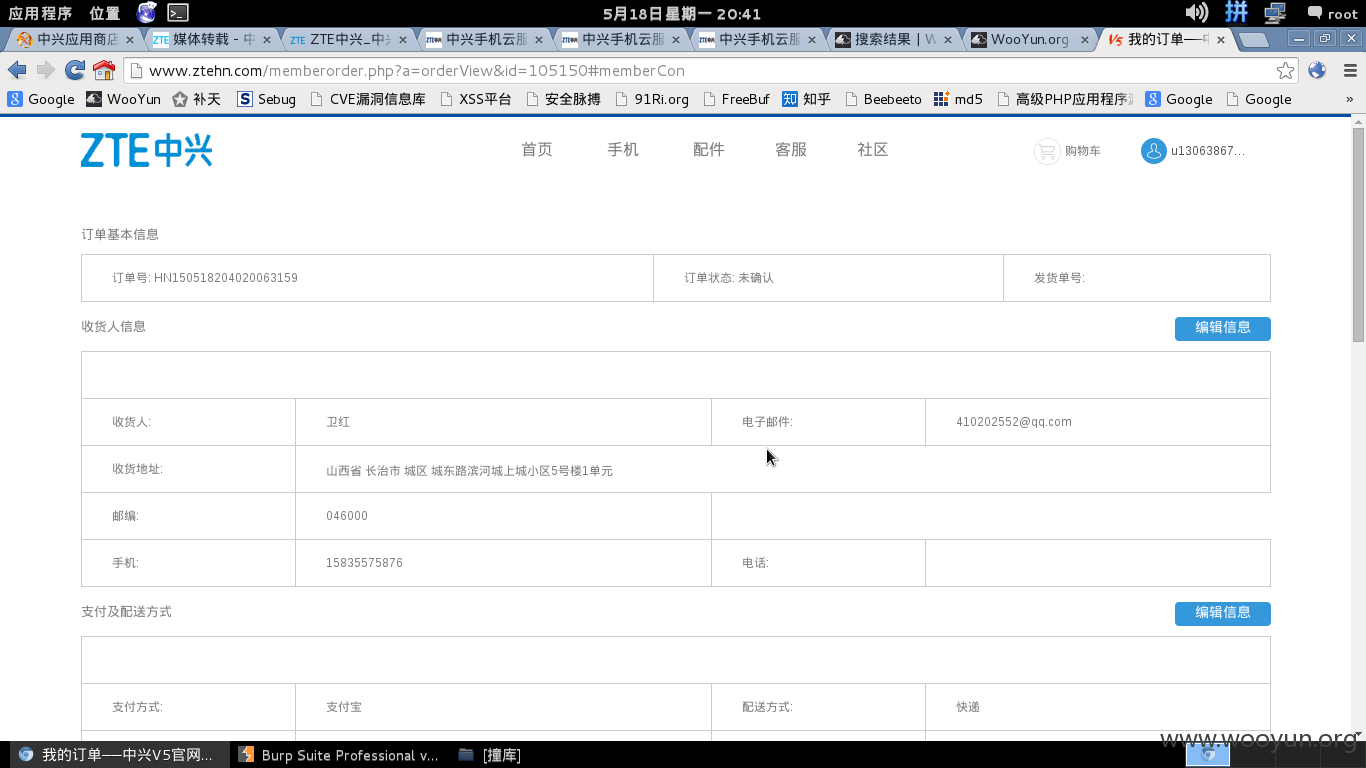 应用程序 位置 5月18日星期一 20:41 拼 root
中兴应用商店 媒体转载 - 中 ZTE中兴_中 中兴手机云服 中兴手机云服 中兴手机云服 搜索结果 | W WooYun.org 我的订单—中
www.ztehn.com/memberorder.php?a=orderView&id=105150#memberCon
Google WooYun 补天 Sebug CVE漏洞信息库 XSS平台 安全脉搏 91Ri.org FreeBuf 知乎 Beebeeto md5 高级PHP应用程序 Google Google »
ZTE中兴 首页 手机 配件 客服 社区 购物车 u13063867...
订单基本信息
订单号: HN150518204020063159 订单状态: 未确认 发货单号:
收货人信息 编辑信息
收货人: 卫红 电子邮件: 410202552@qq.com
收货地址: 山西省 长治市 城区 城东路滨河城上城小区5号楼1单元
邮编: 046000
手机: 15835575876 电话:
支付及配送方式 编辑信息
支付方式: 支付宝 配送方式: 快递
www.wooyun.org
我的订单——中兴V5官网... Burp Suite Professional v... [撞库]